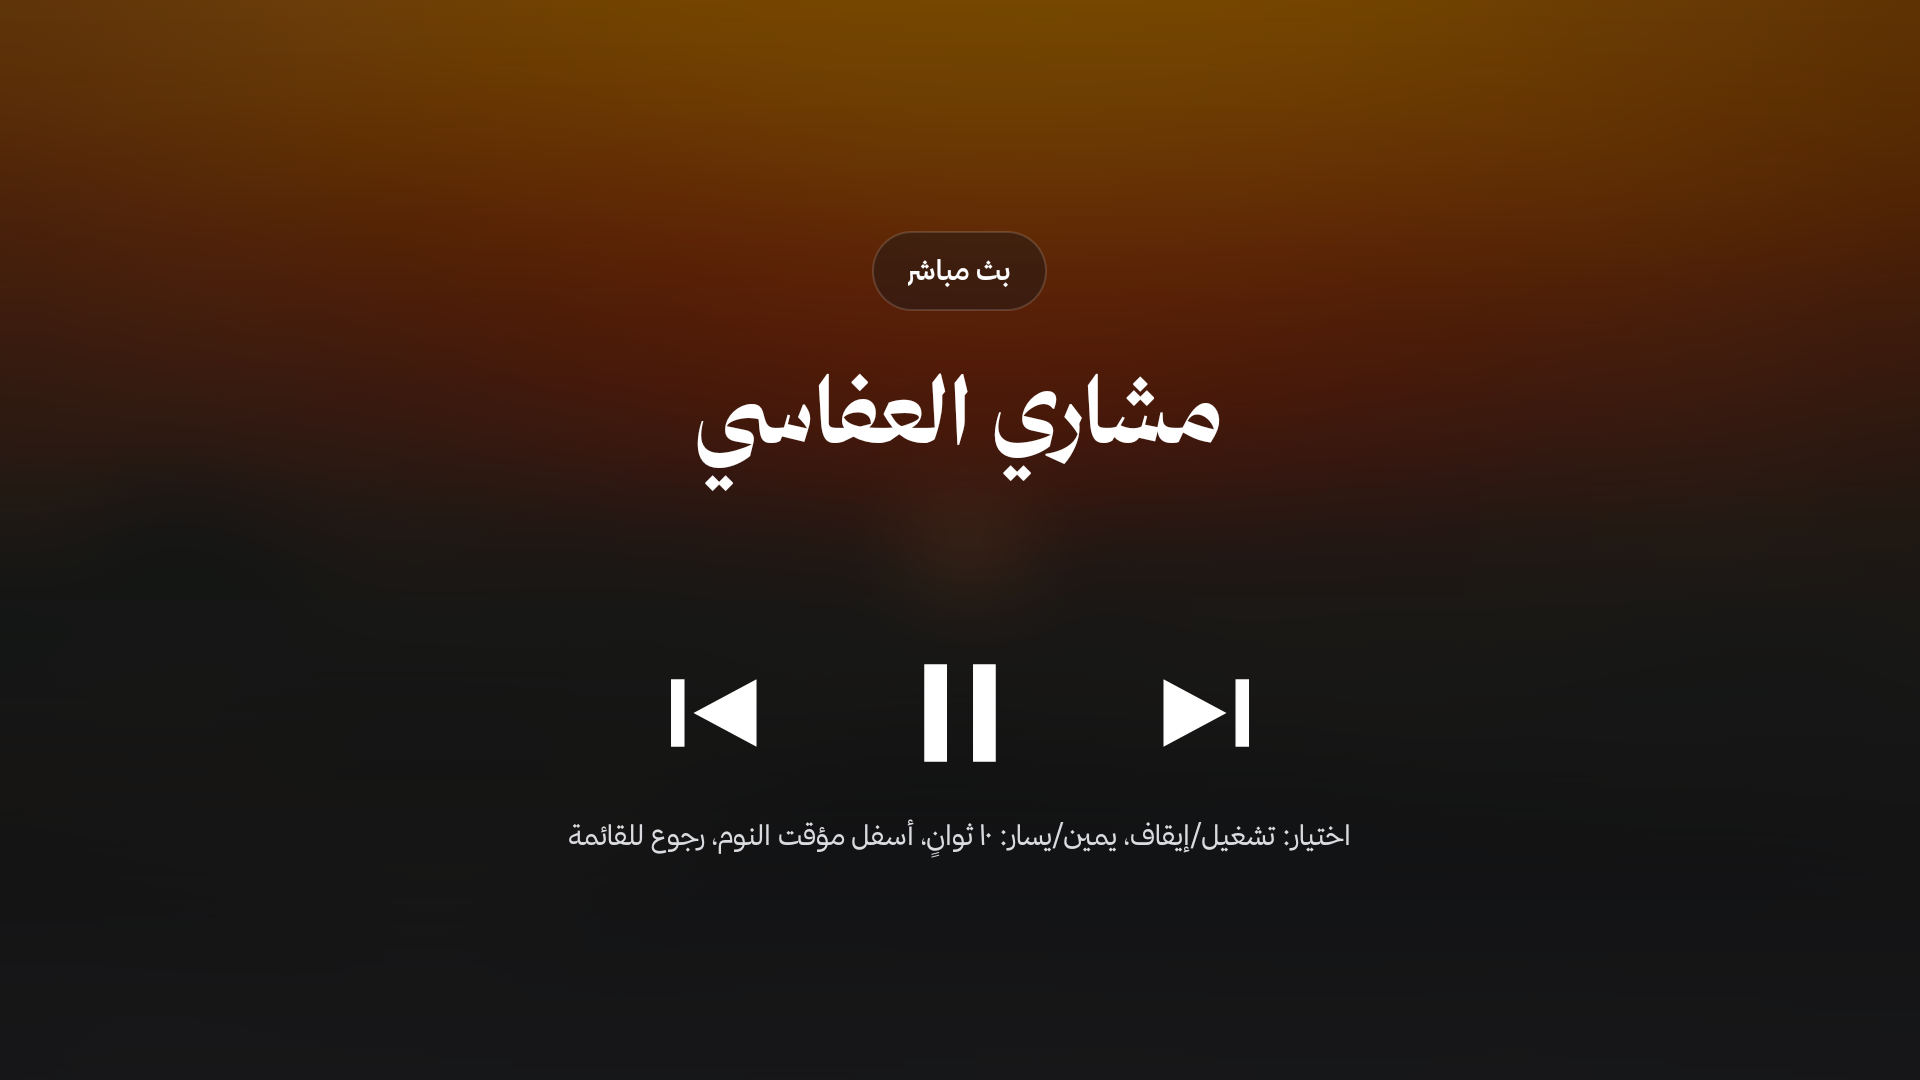 بث مباشر
مشاري العفاسي
اختيار: تشغيل/إيقاف، يمين/يسار: ١٠ ثوانٍ، أسفل مؤقت النوم، رجوع للقائمة